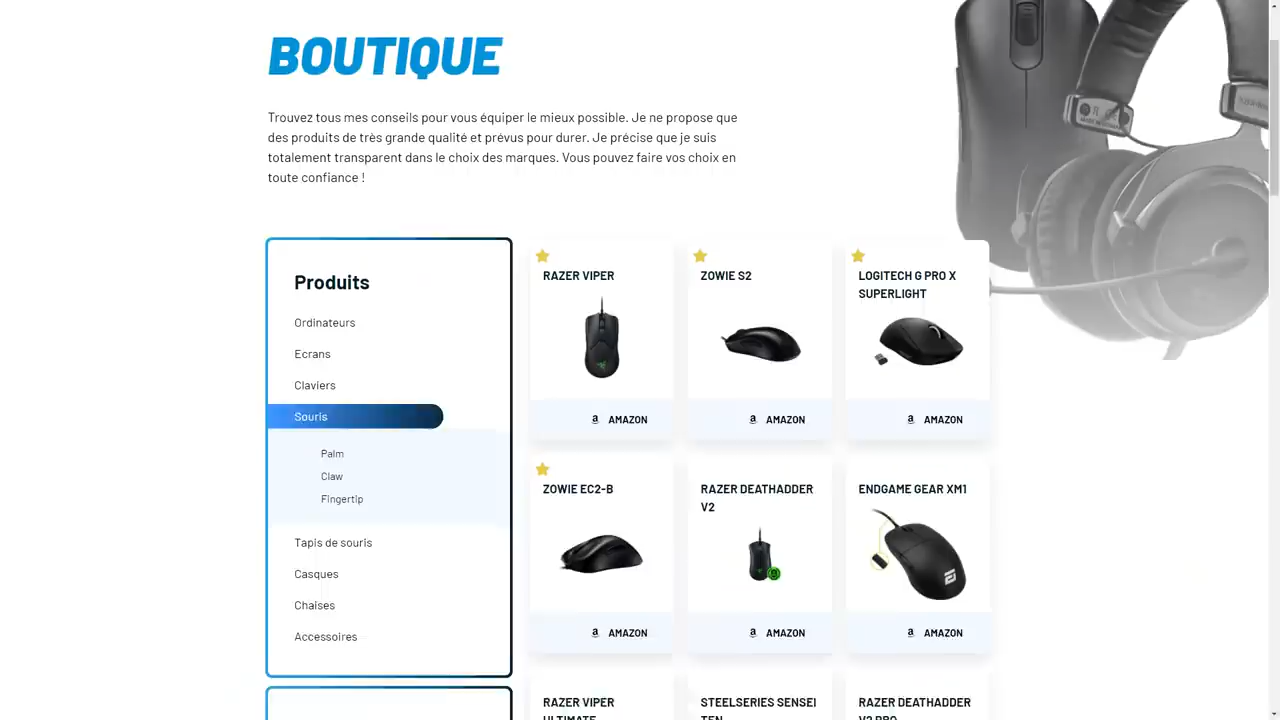 BOUTIQUE
Trouvez tous mes conseils pour vous équiper le mieux possible. Je ne propose que
des produits de très grande qualité et prévus pour durer. Je précise que je suis
totalement transparent dans le choix des marques. Vous pouvez faire vos choix en
toute confiance !
Produits
Ordinateurs
Ecrans
Claviers
Souris
Palm
Claw
Fingertip
Tapis de souris
Casques
Chaises
Accessoires
RAZER VIPER
AMAZON
ZOWIE S2
AMAZON
LOGITECH G PRO X
SUPERLIGHT
AMAZON
ZOWIE EC2-B
AMAZON
RAZER DEATHADDER
V2
AMAZON
ENDGAME GEAR XM1
AMAZON
RAZER VIPER
ULTIMATE
STEELSERIES SENSEI
TEN
RAZER DEATHADDER
V2 PRO